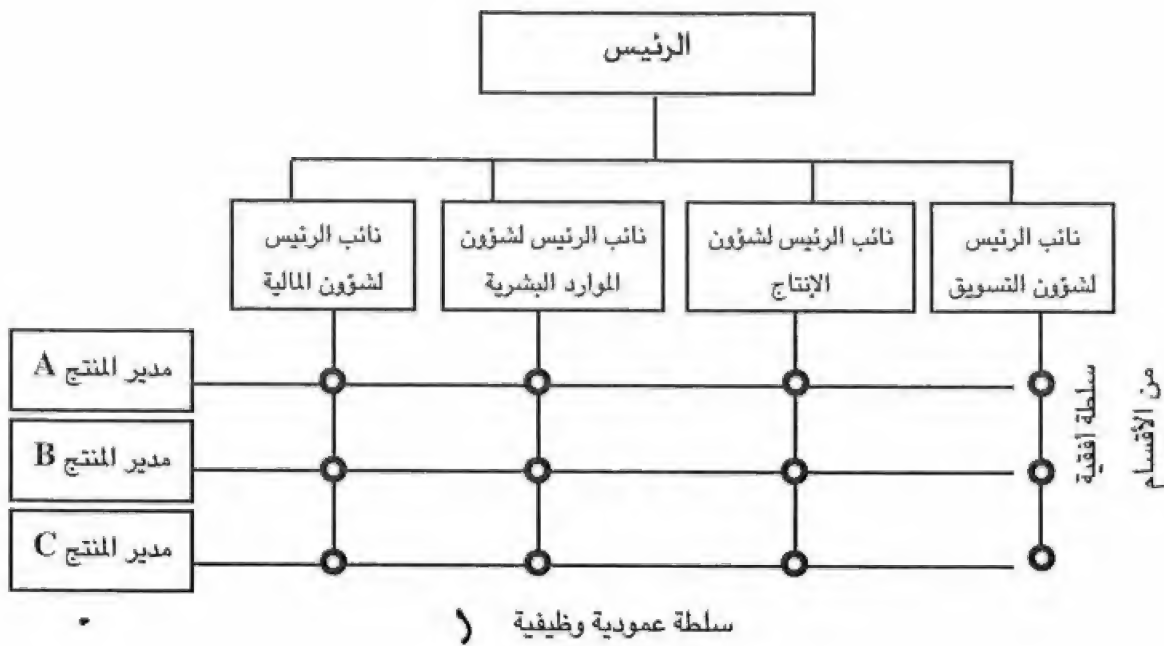 الرئيس
نائب الرئيس
لشؤون التسويق
نائب الرئيس لشؤون
الإنتاج
نائب الرئيس لشؤون
الموارد البشرية
نائب الرئيس
لشؤون المالية
مدير المنتج A
مدير المنتج B
مدير المنتج C
سلطة افقية
من الأقسام
سلطة عمودية وظيفية